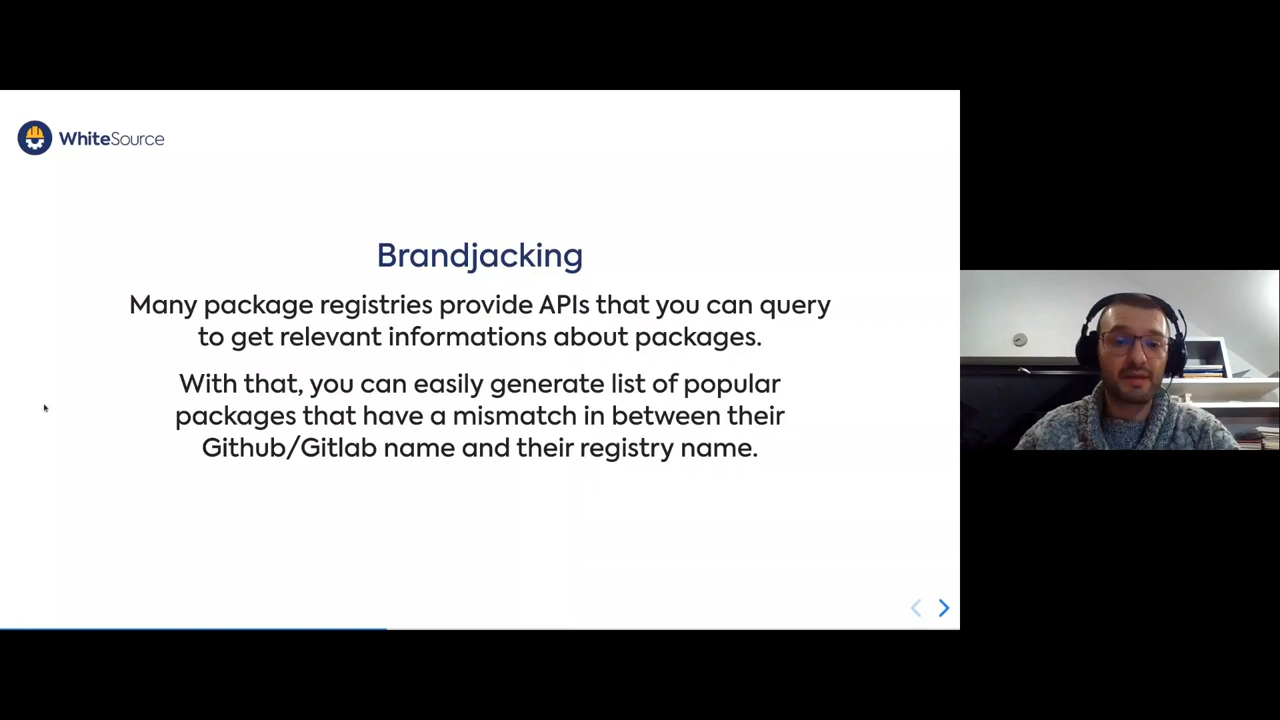 WhiteSource
Brandjacking
Many package registries provide APIs that you can query
to get relevant informations about packages.
With that, you can easily generate list of popular
packages that have a mismatch in between their
Github/Gitlab name and their registry name.